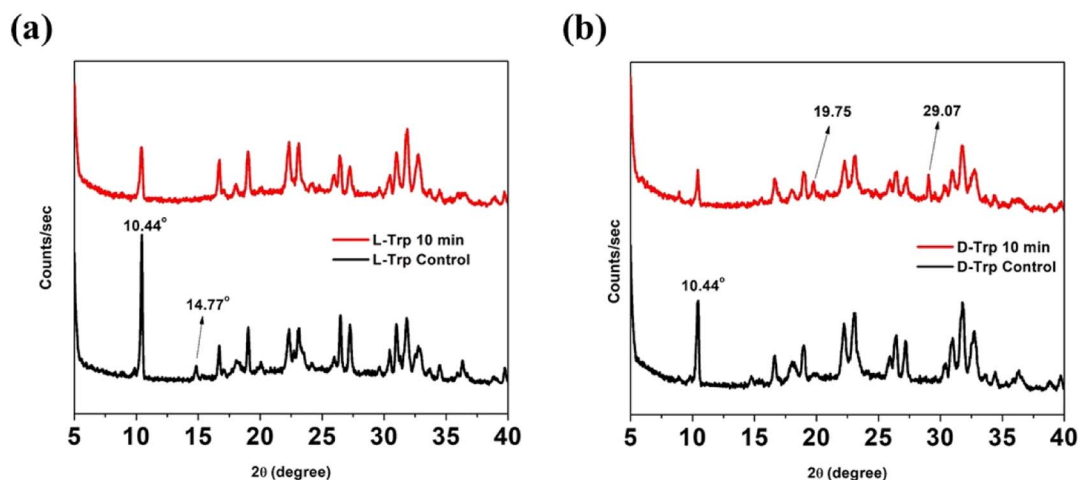 (a)
Counts/sec
10.44°
14.77°
L-Trp 10 min
L-Trp Control
5 10 15 20 25 30 35 40
2θ (degree)
(b)
Counts/sec
19.75
29.07
10.44°
D-Trp 10 min
D-Trp Control
5 10 15 20 25 30 35 40
2θ (degree)